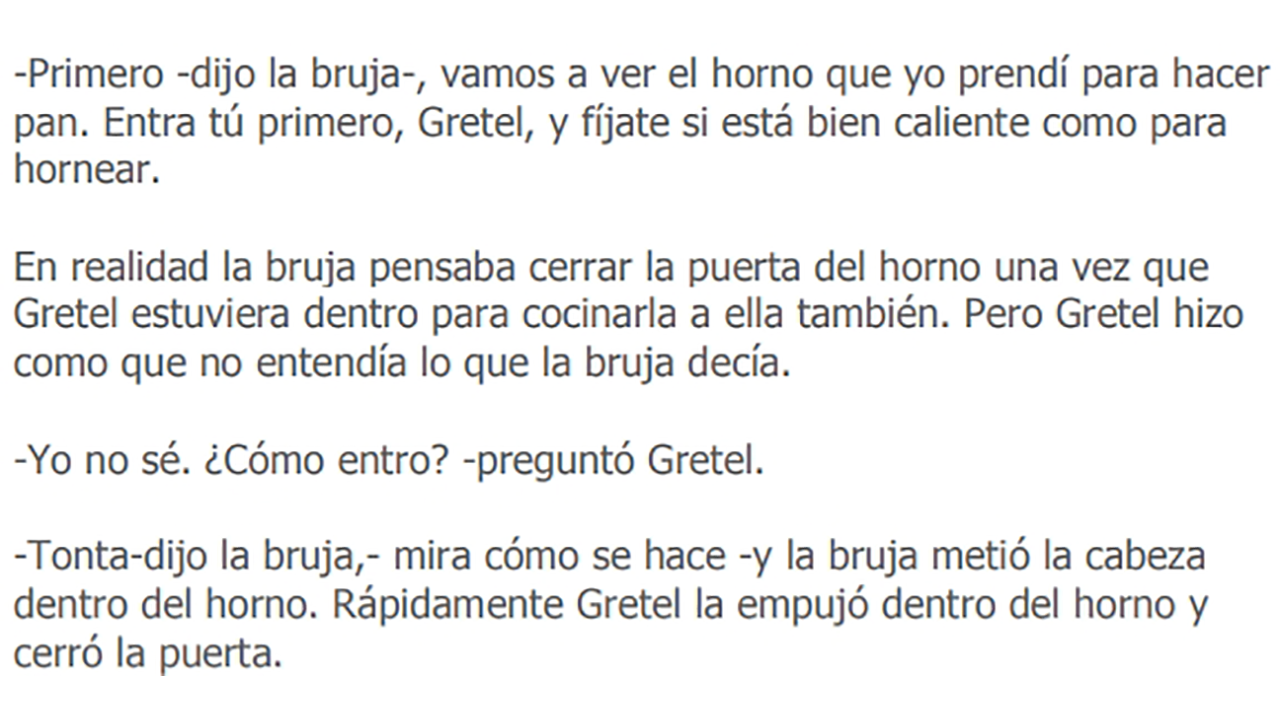 -Primero -dijo la bruja-, vamos a ver el horno que yo prendí para hacer
pan. Entra tú primero, Gretel, y fíjate si está bien caliente como para
hornear.
En realidad la bruja pensaba cerrar la puerta del horno una vez que
Gretel estuviera dentro para cocinarla a ella también. Pero Gretel hizo
como que no entendía lo que la bruja decía.
-Yo no sé. ¿Cómo entro? -preguntó Gretel.
-Tonta-dijo la bruja,- mira cómo se hace -y la bruja metió la cabeza
dentro del horno. Rápidamente Gretel la empujó dentro del horno y
cerró la puerta.